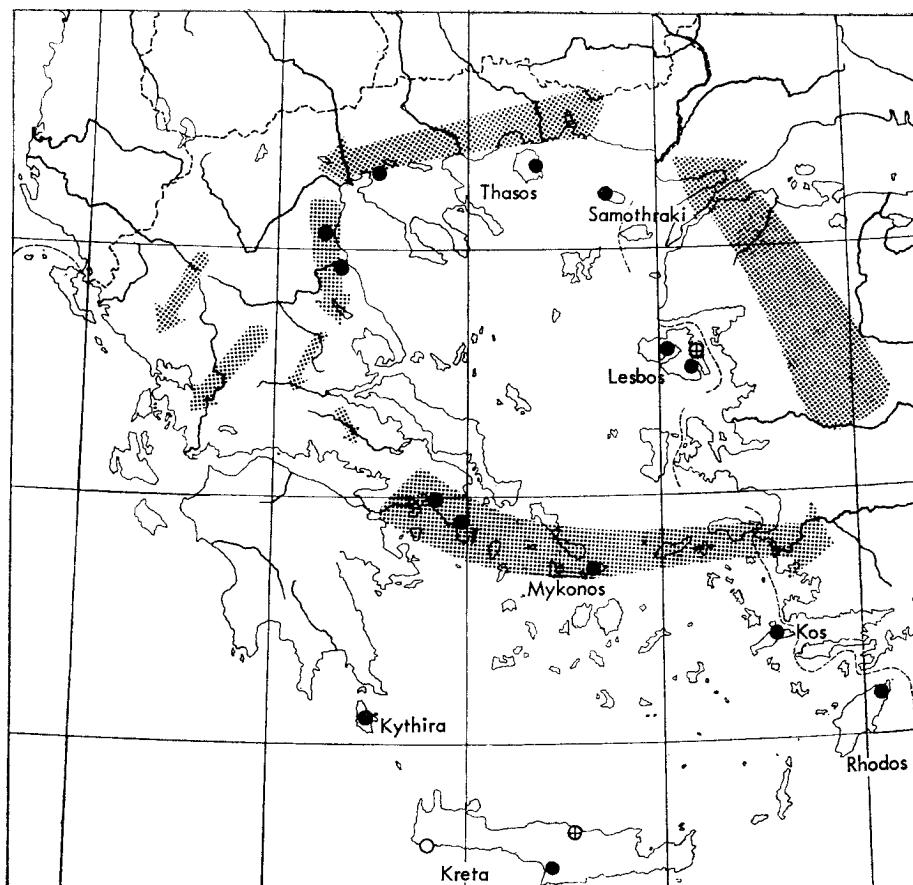 Thasos
Samothraki
Lesbos
Mykonos
Kos
Kythira
Rhodos
Kreta